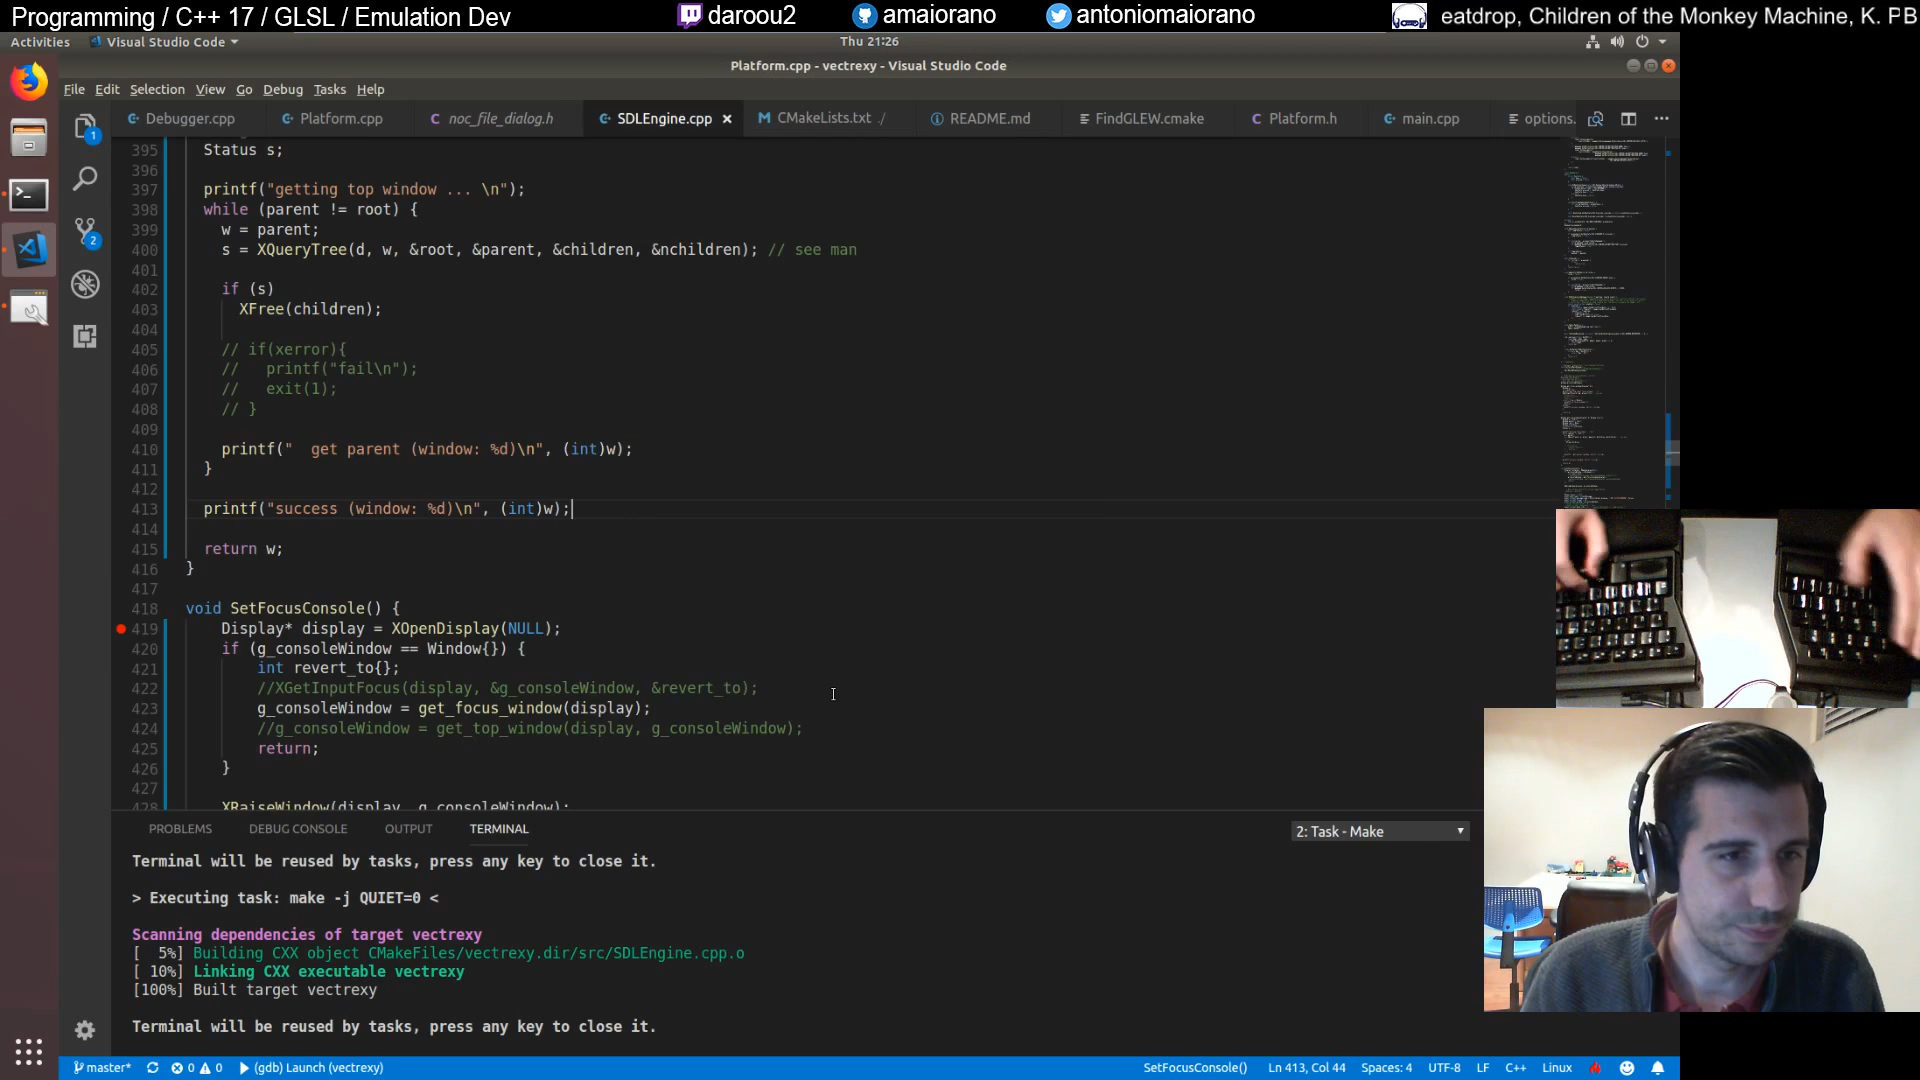 Programming / C++ 17 / GLSL / Emulation Dev
daroou2
amaiorano
antoniomaiorano
eatdrop, Children of the Monkey Machine, K. PB
Activities
Visual Studio Code
Thu 21:26
Platform.cpp - vectrexy - Visual Studio Code
File Edit Selection View Go Debug Tasks Help
Debugger.cpp
Platform.cpp
noc_file_dialog.h
SDLEngine.cpp
CMakeLists.txt ./
README.md
FindGLEW.cmake
Platform.h
main.cpp
options.
395 Status s;
396
397 printf("getting top window ... \n");
398 while (parent != root) {
399 w = parent;
400 s = XQueryTree(d, w, &root, &parent, &children, &nchildren); // see man
401
402 if (s)
403 XFree(children);
404
405 // if(xerror){
406 // printf("fail\n");
407 // exit(1);
408 // }
409
410 printf("  get parent (window: %d)\n", (int)w);
411 }
412
413 printf("success (window: %d)\n", (int)w);
414
415 return w;
416 }
417
418 void SetFocusConsole() {
419 Display* display = XOpenDisplay(NULL);
420 if (g_consoleWindow == Window{}) {
421 int revert_to{};
422 //XGetInputFocus(display, &g_consoleWindow, &revert_to);
423 g_consoleWindow = get_focus_window(display);
424 //g_consoleWindow = get_top_window(display, g_consoleWindow);
425 return;
426 }
427
428 XRaiseWindow(display, g_consoleWindow);
PROBLEMS DEBUG CONSOLE OUTPUT TERMINAL
2: Task - Make
Terminal will be reused by tasks, press any key to close it.
> Executing task: make -j QUIET=0 <
Scanning dependencies of target vectrexy
[  5%] Building CXX object CMakeFiles/vectrexy.dir/src/SDLEngine.cpp.o
[ 10%] Linking CXX executable vectrexy
[100%] Built target vectrexy
Terminal will be reused by tasks, press any key to close it.
master* 0 0 (gdb) Launch (vectrexy)
SetFocusConsole() Ln 413, Col 44 Spaces: 4 UTF-8 LF C++ Linux